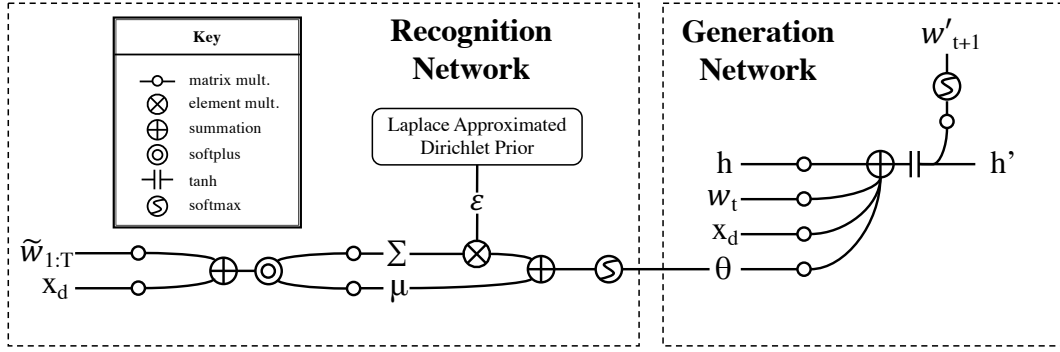 Key
matrix mult.
element mult.
summation
softplus
tanh
softmax
Recognition
Network
Laplace Approximated
Dirichlet Prior
ε
w̃1:T
xd
Σ
μ
Generation
Network
w′t+1
h
h’
wt
xd
θ